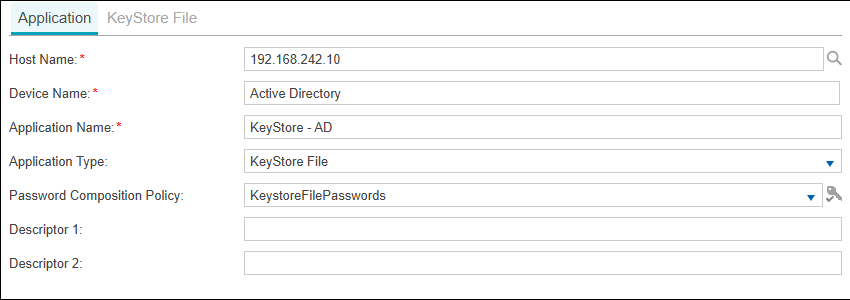 Application KeyStore File
Host Name: * 192.168.242.10
Device Name: * Active Directory
Application Name: * KeyStore - AD
Application Type: KeyStore File
Password Composition Policy: KeystoreFilePasswords
Descriptor 1:
Descriptor 2: